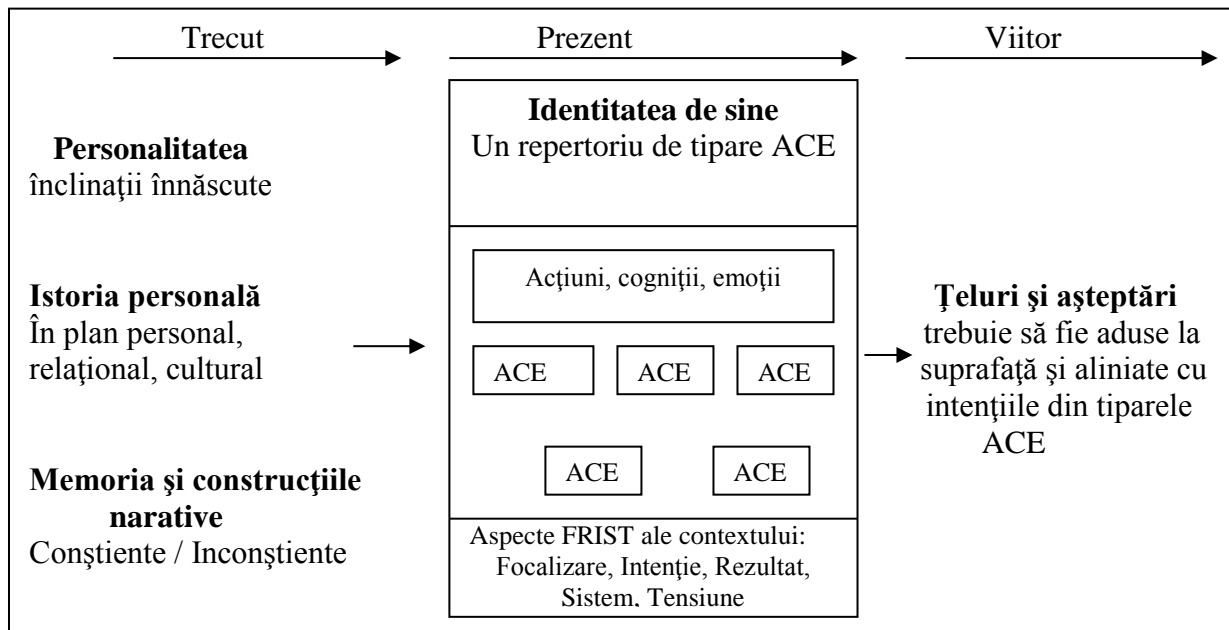 Trecut
Prezent
Viitor
Personalitatea
înclinaţii înnăscute
Istoria personală
În plan personal,
relaţional, cultural
Memoria şi construcţiile
narative
Conştiente / Inconştiente
Identitatea de sine
Un repertoriu de tipare ACE
Acţiuni, cogniţii, emoţii
ACE
ACE
ACE
ACE
ACE
Aspecte FRIST ale contextului:
Focalizare, Intenţie, Rezultat,
Sistem, Tensiune
Ţeluri şi aşteptări
trebuie să fie aduse la
suprafaţă şi aliniate cu
intenţiile din tiparele
ACE